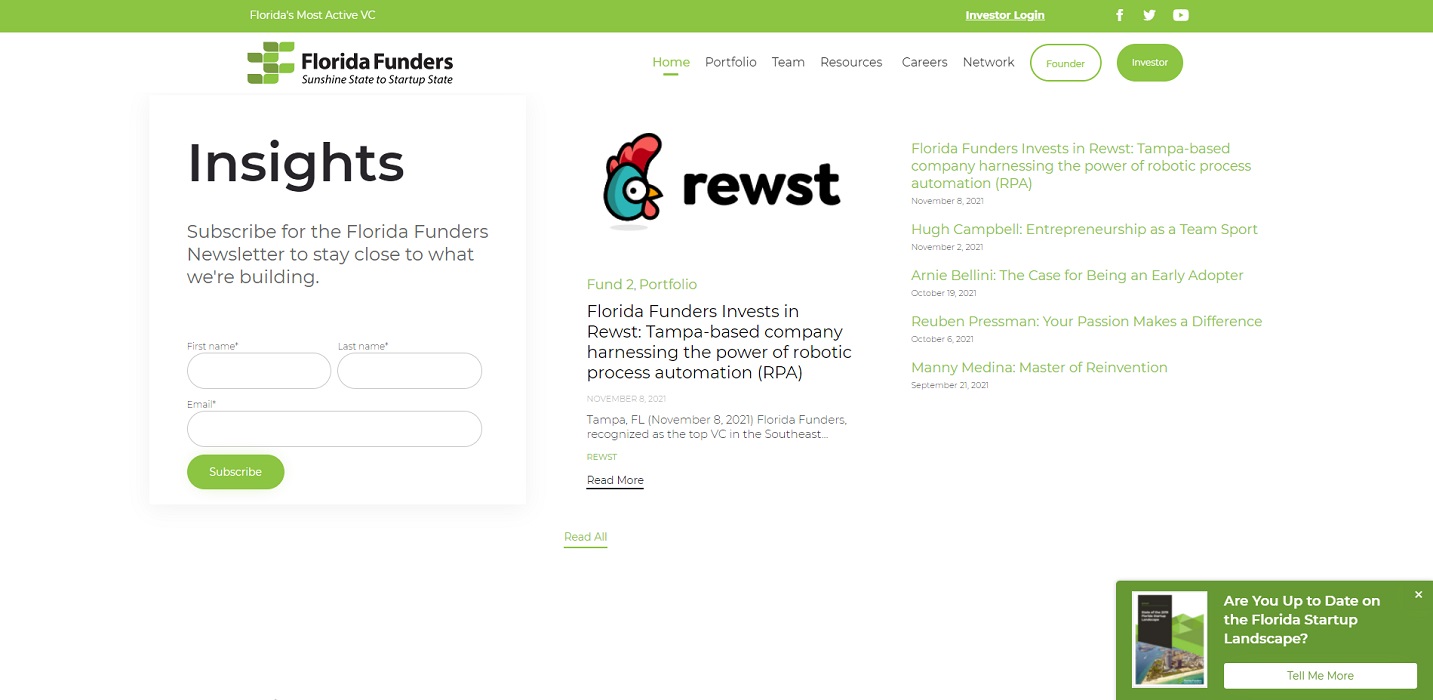 Florida's Most Active VC
Investor Login
Florida Funders
Sunshine State to Startup State
Home
Portfolio
Team
Resources
Careers
Network
Founder
Investor
Insights
Subscribe for the Florida Funders
Newsletter to stay close to what
we're building.
First name*
Last name*
Email*
Subscribe
rewst
Fund 2, Portfolio
Florida Funders Invests in
Rewst: Tampa-based company
harnessing the power of robotic
process automation (RPA)
NOVEMBER 8, 2021
Tampa, FL (November 8, 2021) Florida Funders,
recognized as the top VC in the Southeast...
REWST
Read More
Florida Funders Invests in Rewst: Tampa-based
company harnessing the power of robotic process
automation (RPA)
November 8, 2021
Hugh Campbell: Entrepreneurship as a Team Sport
November 2, 2021
Arnie Bellini: The Case for Being an Early Adopter
October 19, 2021
Reuben Pressman: Your Passion Makes a Difference
October 6, 2021
Manny Medina: Master of Reinvention
September 21, 2021
Read All
Are You Up to Date on
the Florida Startup
Landscape?
Tell Me More